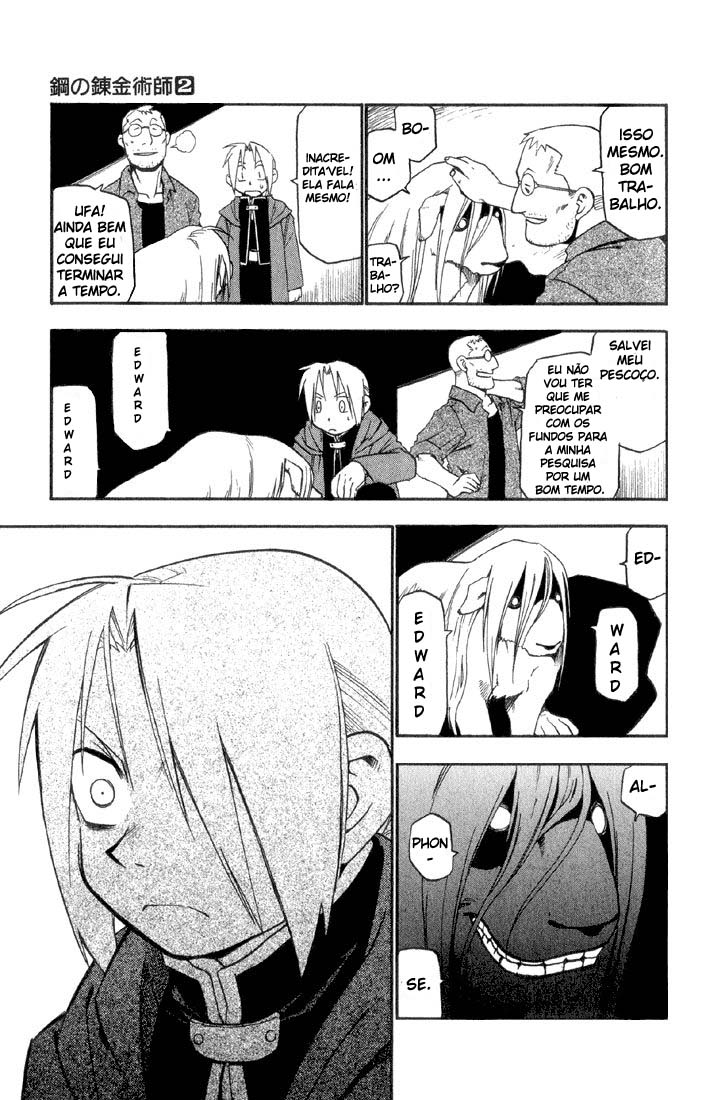 鋼の錬金術師2
ISSO
MESMO.
BOM
TRA-
BALHO.
BO-
OM
...
TRA-
BA-
LHO?
INACRE-
DITA'VEL!
ELA FALA
MESMO!
UFA!
AINDA BEM
QUE EU
CONSEGUI
TERMINAR
A TEMPO.
SALVEI
MEU
PESCOÇO.
EU NÃO
VOU TER
QUE ME
PREOCUPAR
COM OS
FUNDOS PARA
A MINHA
PESQUISA
POR UM
BOM TEMPO.
EDWARD
EDWARD
ED-
WARD
EDWARD
AL-
PHON
-
SE.